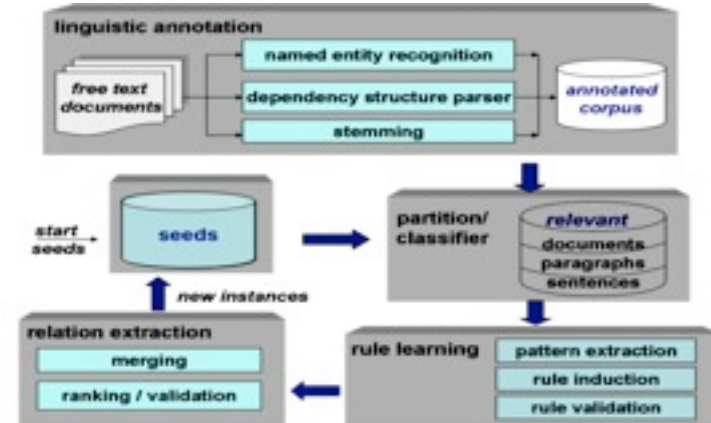 linguistic annotation
free text
documents
named entity recognition
dependency structure parser
stemming
annotated
corpus
start
seeds
seeds
partition/
classifier
relevant
documents
paragraphs
sentences
new instances
relation extraction
merging
ranking / validation
rule learning
pattern extraction
rule induction
rule validation